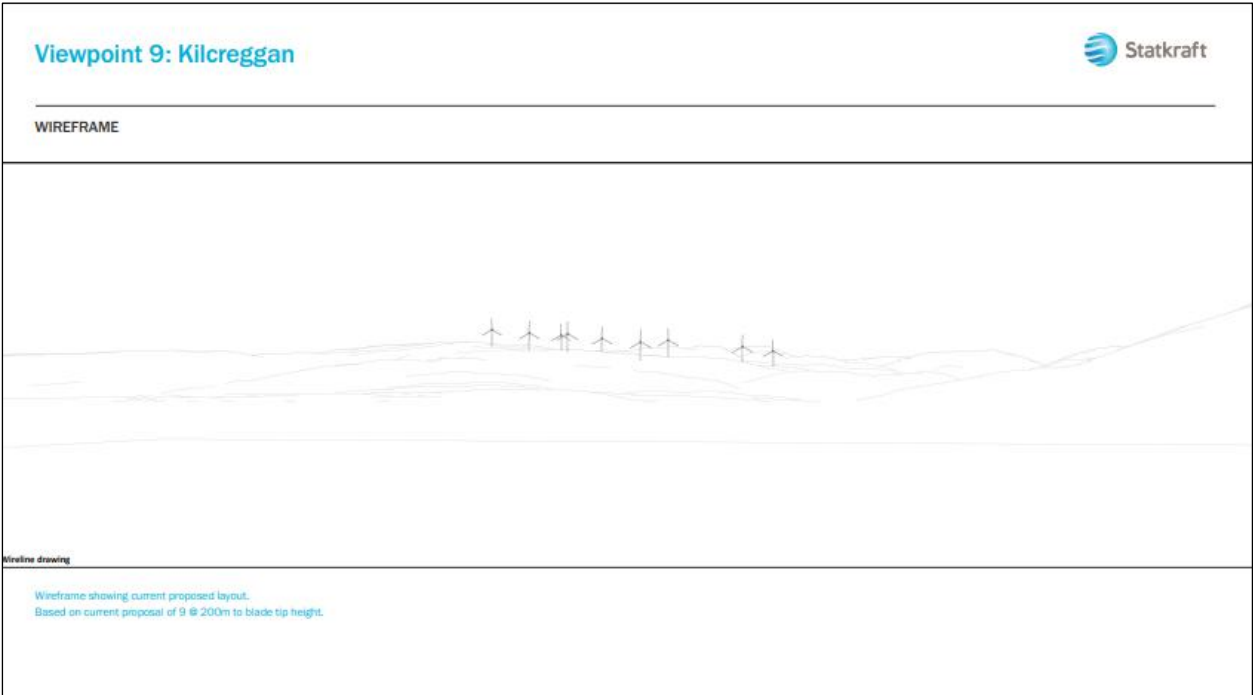 Viewpoint 9: Kilcreggan
Statkraft
WIREFRAME
Wireline drawing
Wireframe showing current proposed layout.
Based on current proposal of 9 @ 200m to blade tip height.